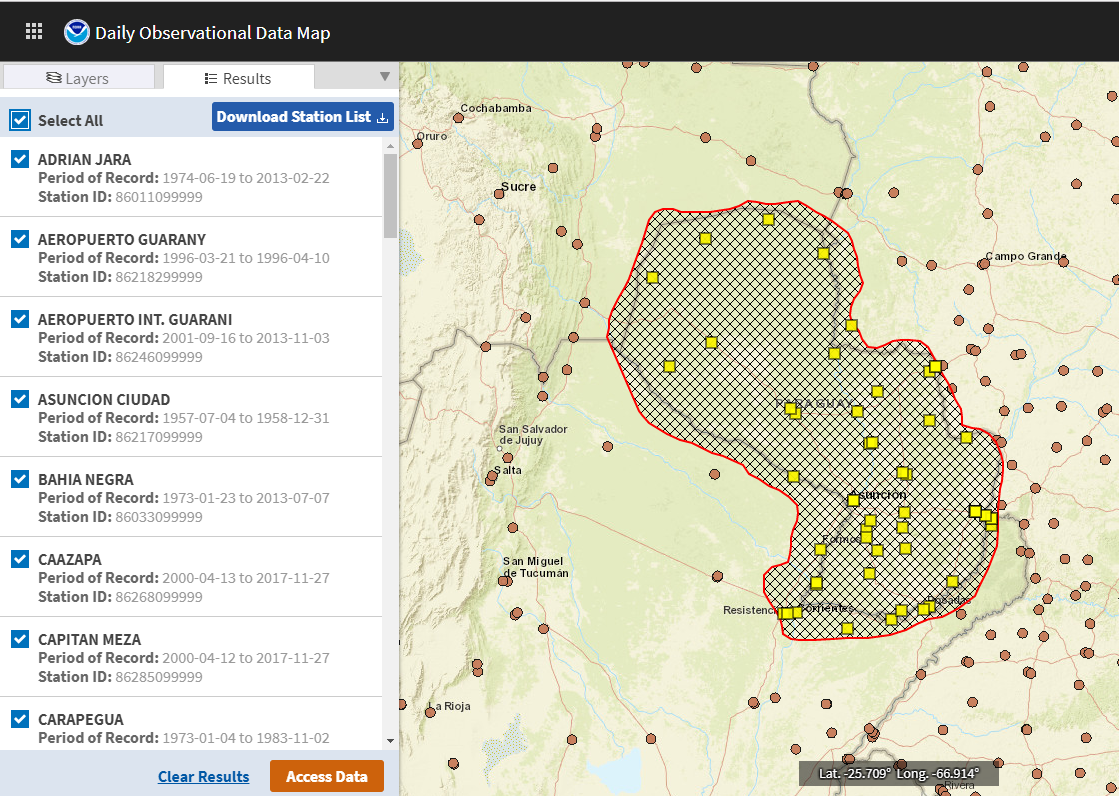 Daily Observational Data Map
Layers
Results
Select All
Download Station List
ADRIAN JARA
Period of Record: 1974-06-19 to 2013-02-22
Station ID: 86011099999
AEROPUERTO GUARANY
Period of Record: 1996-03-21 to 1996-04-10
Station ID: 86218299999
AEROPUERTO INT. GUARANI
Period of Record: 2001-09-16 to 2013-11-03
Station ID: 86246099999
ASUNCION CIUDAD
Period of Record: 1957-07-04 to 1958-12-31
Station ID: 86217099999
BAHIA NEGRA
Period of Record: 1973-01-23 to 2013-07-07
Station ID: 86033099999
CAAZAPA
Period of Record: 2000-04-13 to 2017-11-27
Station ID: 86268099999
CAPITAN MEZA
Period of Record: 2000-04-12 to 2017-11-27
Station ID: 86285099999
CARAPEGUA
Period of Record: 1973-01-04 to 1983-11-02
Clear Results
Access Data
Cochabamba
Oruro
Sucre
Campo Grande
PARAGUAY
San Salvador
de Jujuy
Salta
Asuncion
San Miguel
de Tucumán
Resistencia
Corrientes
Posadas
La Rioja
Lat. -25.709° Long. -66.914°
Rivera